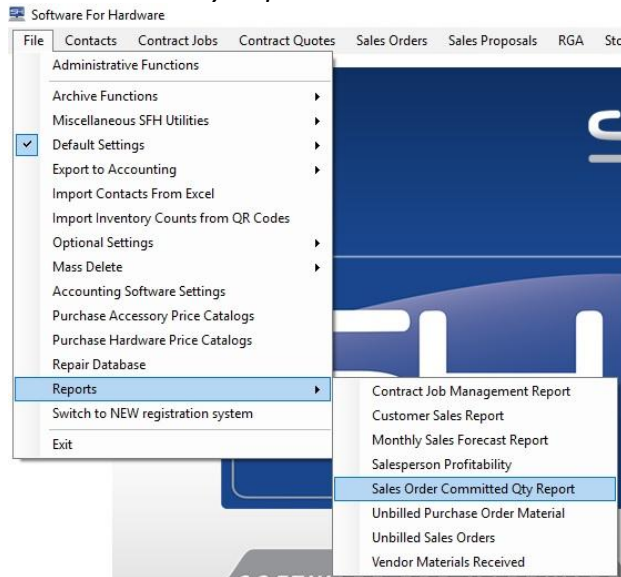 Software For Hardware
File Contacts Contract Jobs Contract Quotes Sales Orders Sales Proposals RGA
Administrative Functions
Archive Functions
Miscellaneous SFH Utilities
Default Settings
Export to Accounting
Import Contacts From Excel
Import Inventory Counts from QR Codes
Optional Settings
Mass Delete
Accounting Software Settings
Purchase Accessory Price Catalogs
Purchase Hardware Price Catalogs
Repair Database
Reports
Switch to NEW registration system
Exit
Contract Job Management Report
Customer Sales Report
Monthly Sales Forecast Report
Salesperson Profitability
Sales Order Committed Qty Report
Unbilled Purchase Order Material
Unbilled Sales Orders
Vendor Materials Received